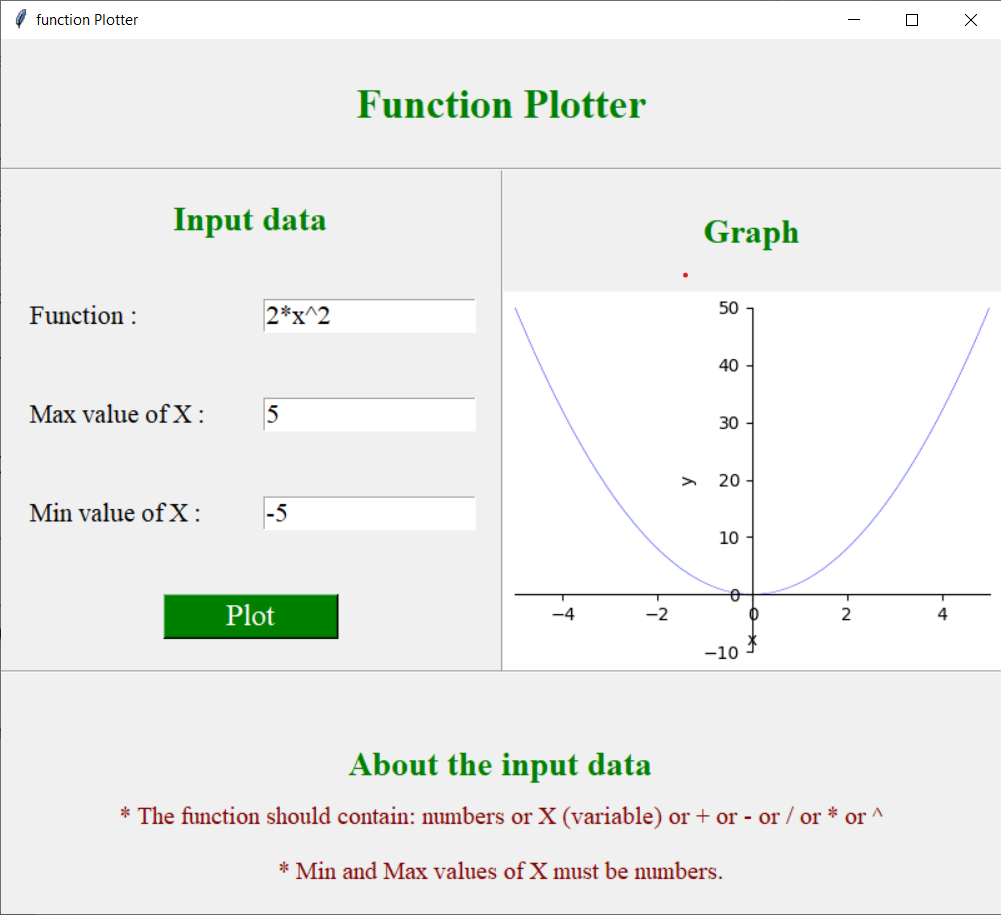 function Plotter
Function Plotter
Input data
Function :
2*x^2
Max value of X :
5
Min value of X :
-5
Plot
Graph
50
40
30
y
20
10
0
−4 −2 0 2 4
x
−10
About the input data
* The function should contain: numbers or X (variable) or + or - or / or * or ^
* Min and Max values of X must be numbers.